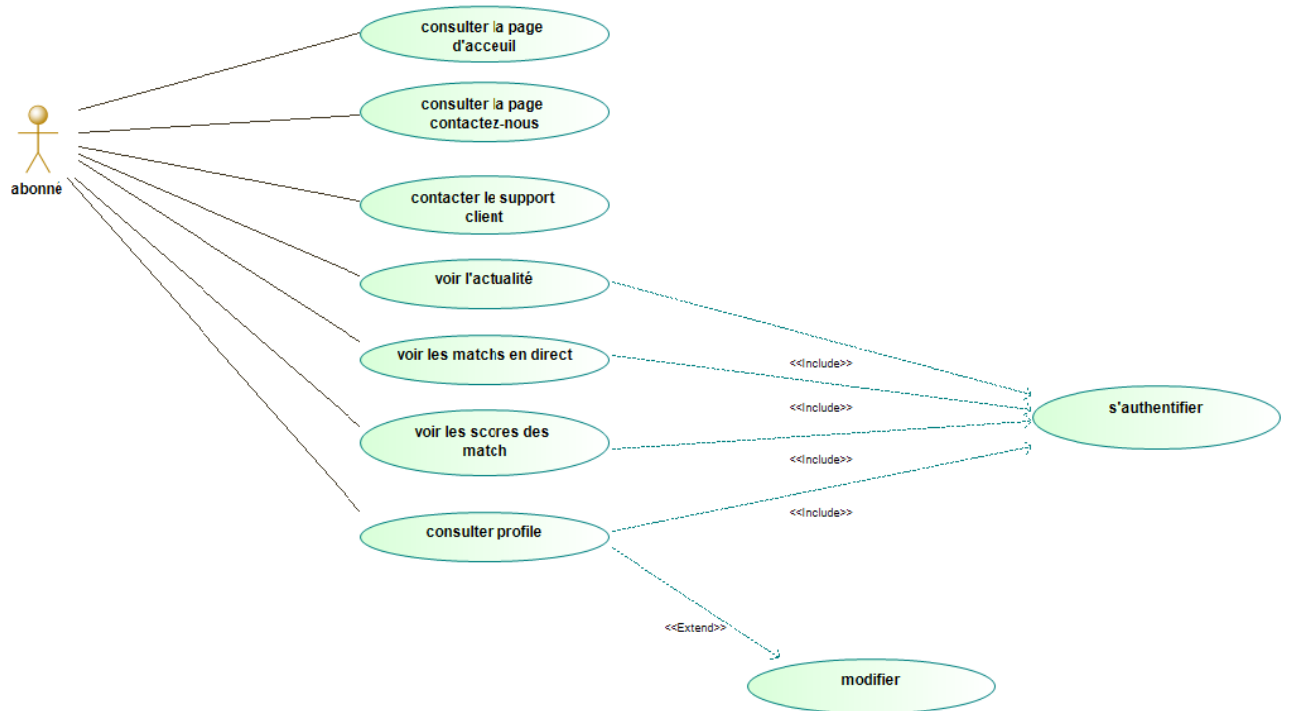 consulter la page
d'acceuil
consulter la page
contactez-nous
abonné
contacter le support
client
voir l'actualité
voir les matchs en direct
<<Include>>
<<Include>>
s'authentifier
voir les scores des
match
<<Include>>
<<Include>>
consulter profile
<<Extend>>
modifier